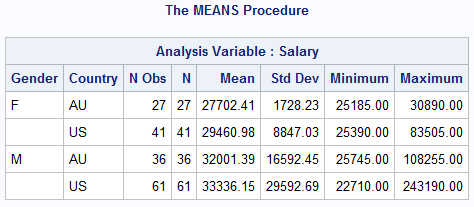 The MEANS Procedure
Analysis Variable : Salary
Gender Country N Obs N Mean Std Dev Minimum Maximum
F AU 27 27 27702.41 1728.23 25185.00 30890.00
US 41 41 29460.98 8847.03 25390.00 83505.00
M AU 36 36 32001.39 16592.45 25745.00 108255.00
US 61 61 33336.15 29592.69 22710.00 243190.00